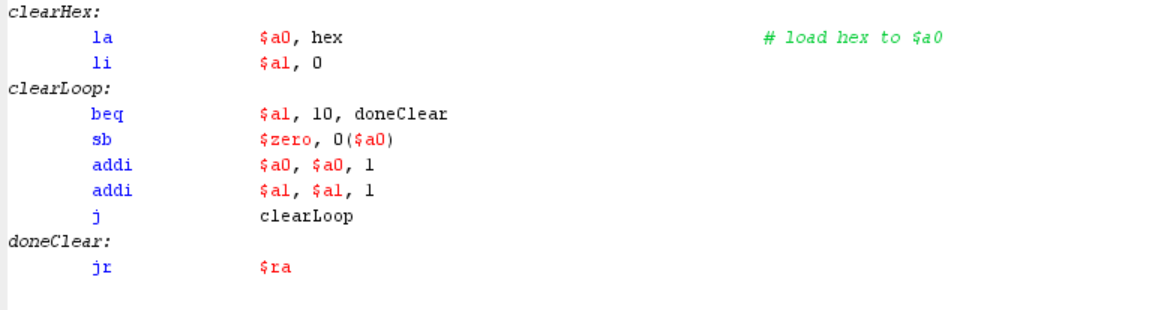 clearHex:
la $a0, hex # load hex to $a0
li $a1, 0
clearLoop:
beq $a1, 10, doneClear
sb $zero, 0($a0)
addi $a0, $a0, 1
addi $a1, $a1, 1
j clearLoop
doneClear:
jr $ra